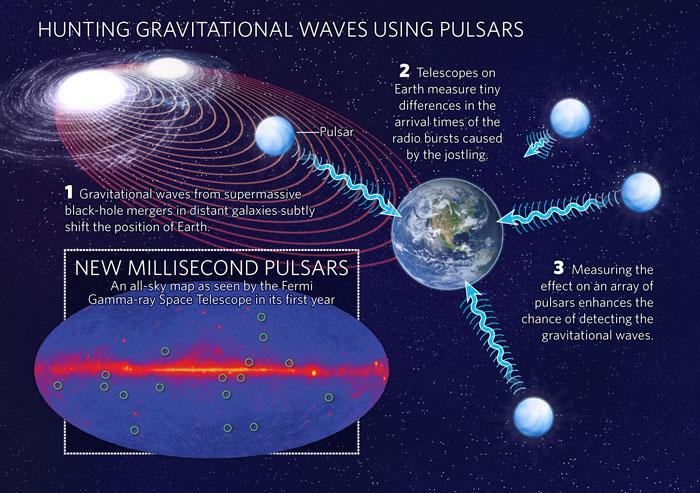 HUNTING GRAVITATIONAL WAVES USING PULSARS
Pulsar
1 Gravitational waves from supermassive
black-hole mergers in distant galaxies subtly
shift the position of Earth.
2 Telescopes on
Earth measure tiny
differences in the
arrival times of the
radio bursts caused
by the jostling.
3 Measuring the
effect on an array of
pulsars enhances the
chance of detecting the
gravitational waves.
NEW MILLISECOND PULSARS
An all-sky map as seen by the Fermi
Gamma-ray Space Telescope in its first year